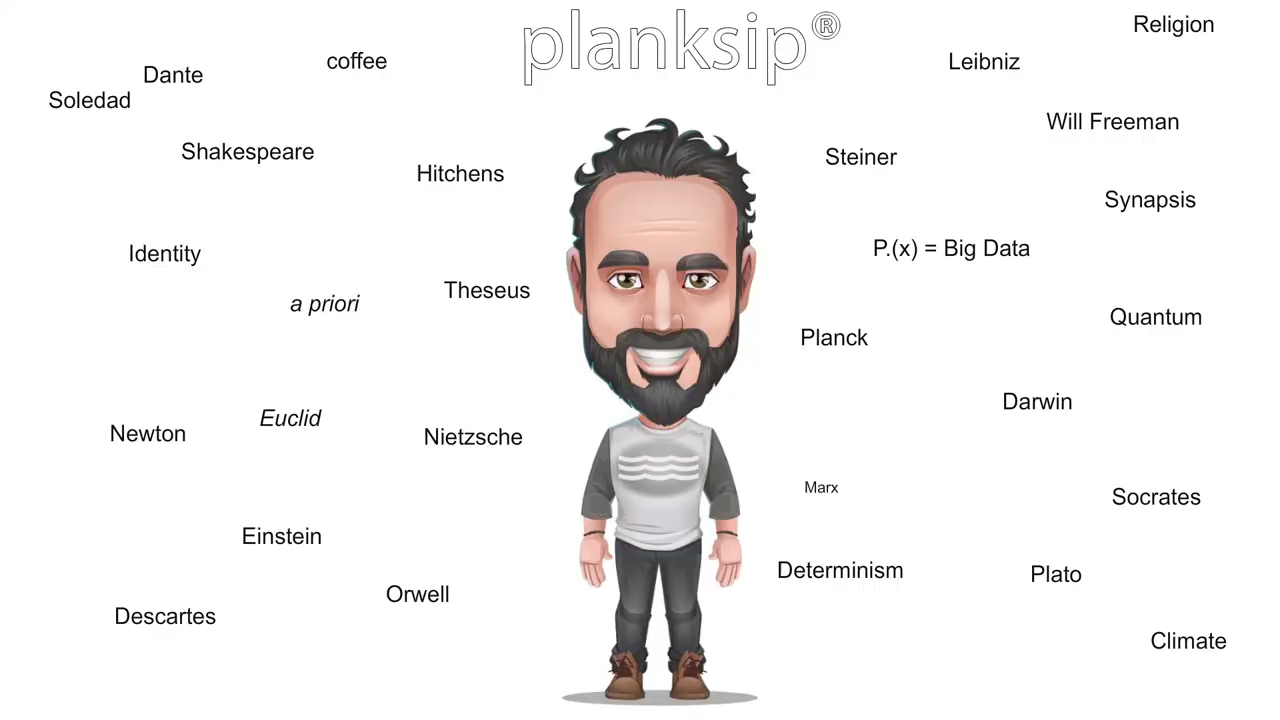 planksip®
Religion
coffee
Leibniz
Dante
Soledad
Will Freeman
Shakespeare
Steiner
Hitchens
Synapsis
P.(x) = Big Data
Identity
Theseus
a priori
Quantum
Planck
Darwin
Euclid
Newton
Nietzsche
Marx
Socrates
Einstein
Determinism
Plato
Orwell
Descartes
Climate